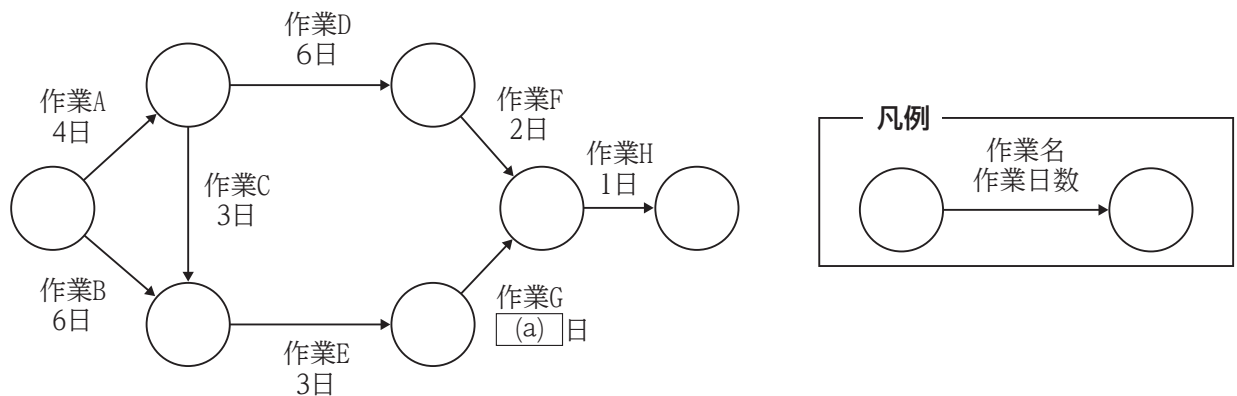 作業D
6日
作業A
4日
作業F
2日
作業C
3日
作業H
1日
作業B
6日
作業E
3日
作業G
(a) 日
凡例
作業名
作業日数